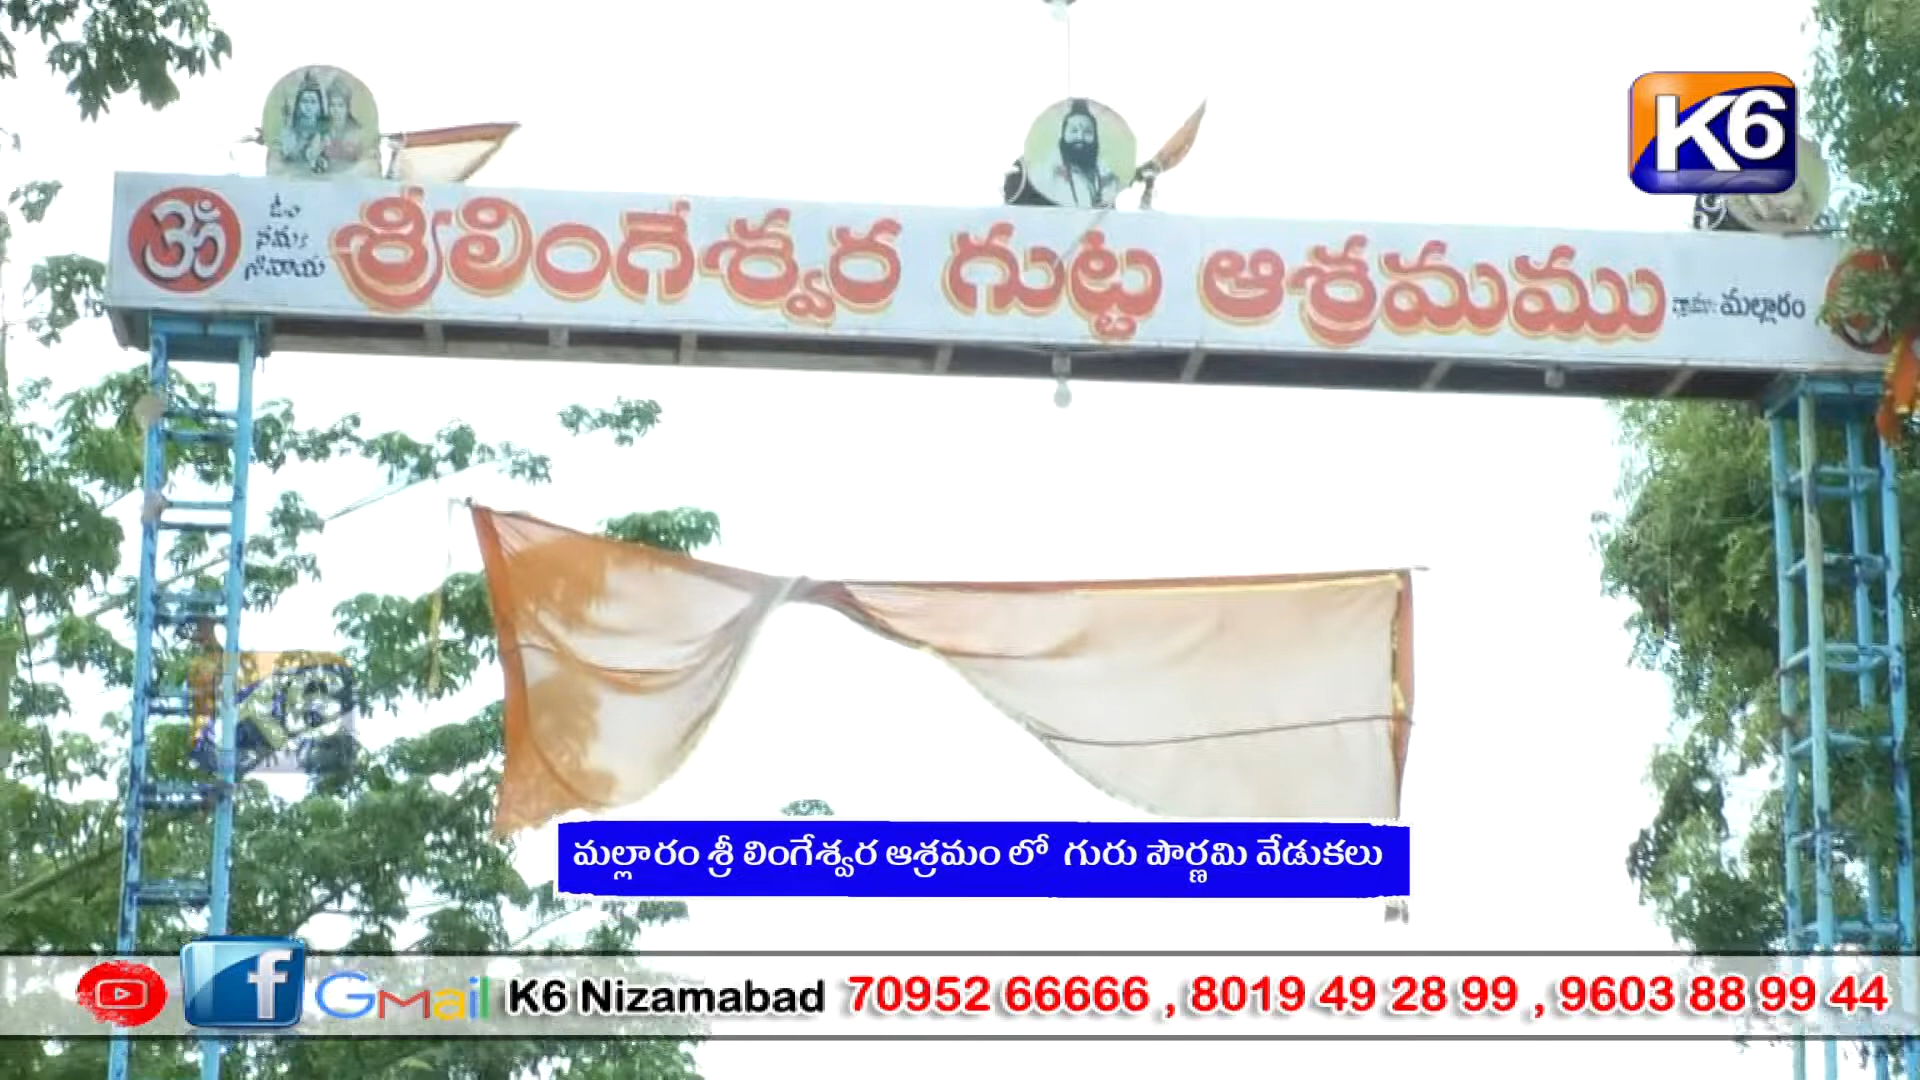 K6
ఓం
నమః
శివాయ
శ్రీలింగేశ్వర గుట్ట ఆశ్రమము
గ్రామం: మల్లారం
K6
మల్లారం శ్రీ లింగేశ్వర ఆశ్రమం లో గురు పౌర్ణమి వేడుకలు
f Gmail K6 Nizamabad 70952 66666 , 8019 49 28 99 , 9603 88 99 44